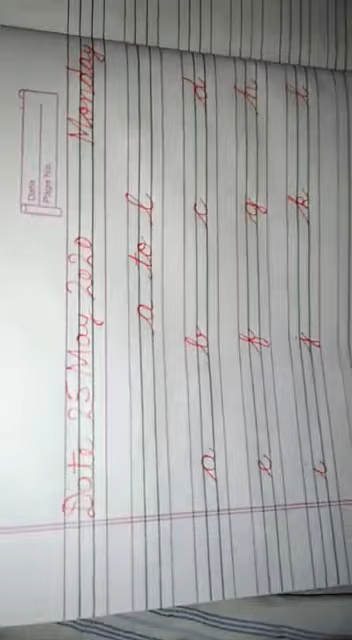 Date
Page No.
Date 25 May 2020 Monday
a to l
a b c d
e f g h
i j k l